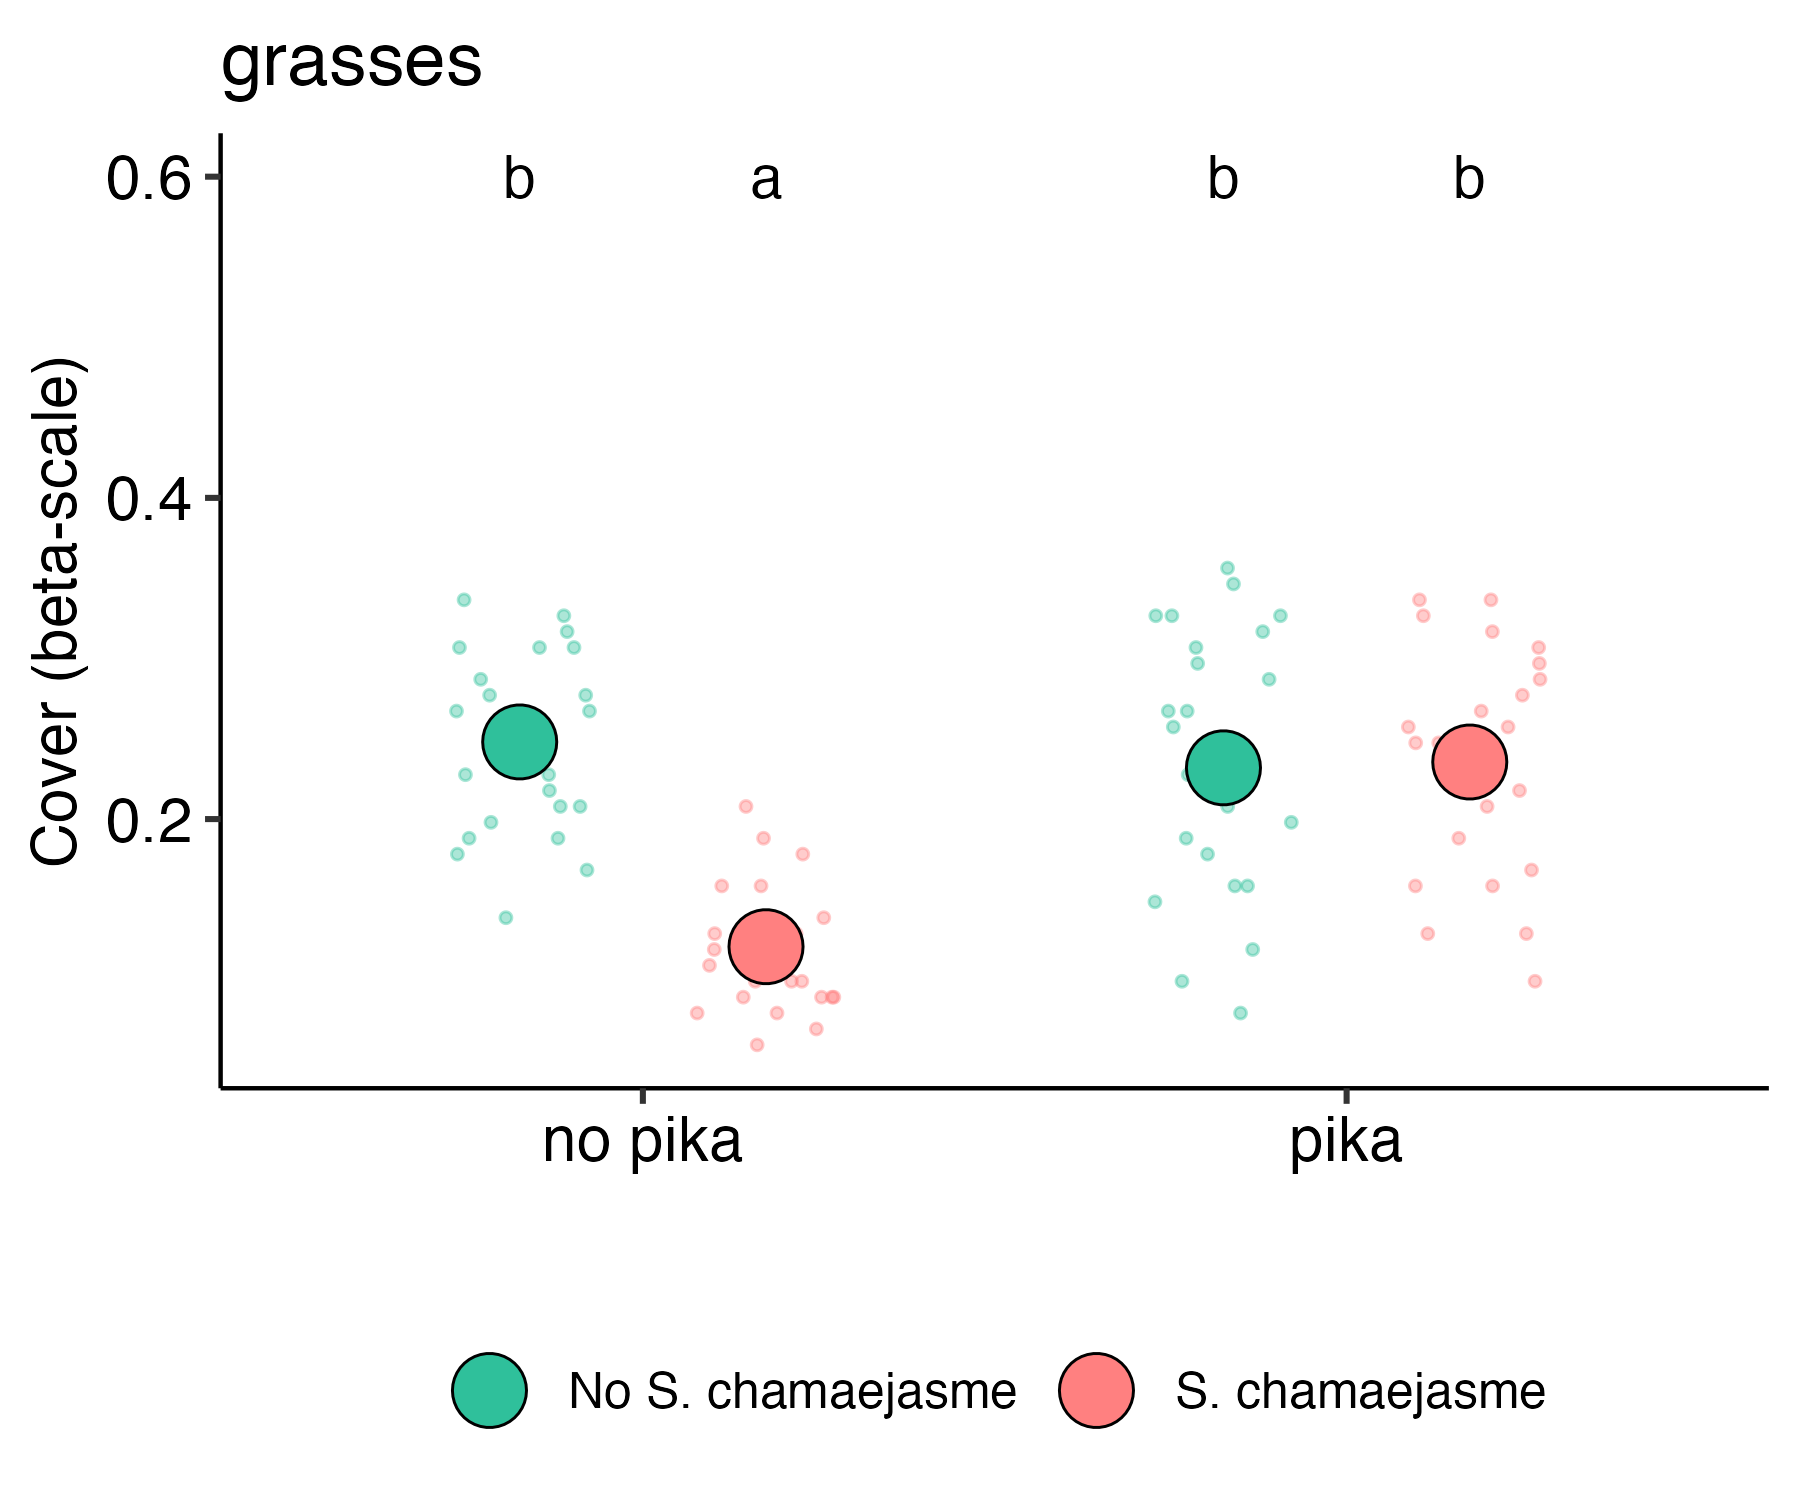 grasses
b a b b
0.6
0.4
0.2
Cover (beta-scale)
no pika pika
No S. chamaejasme S. chamaejasme